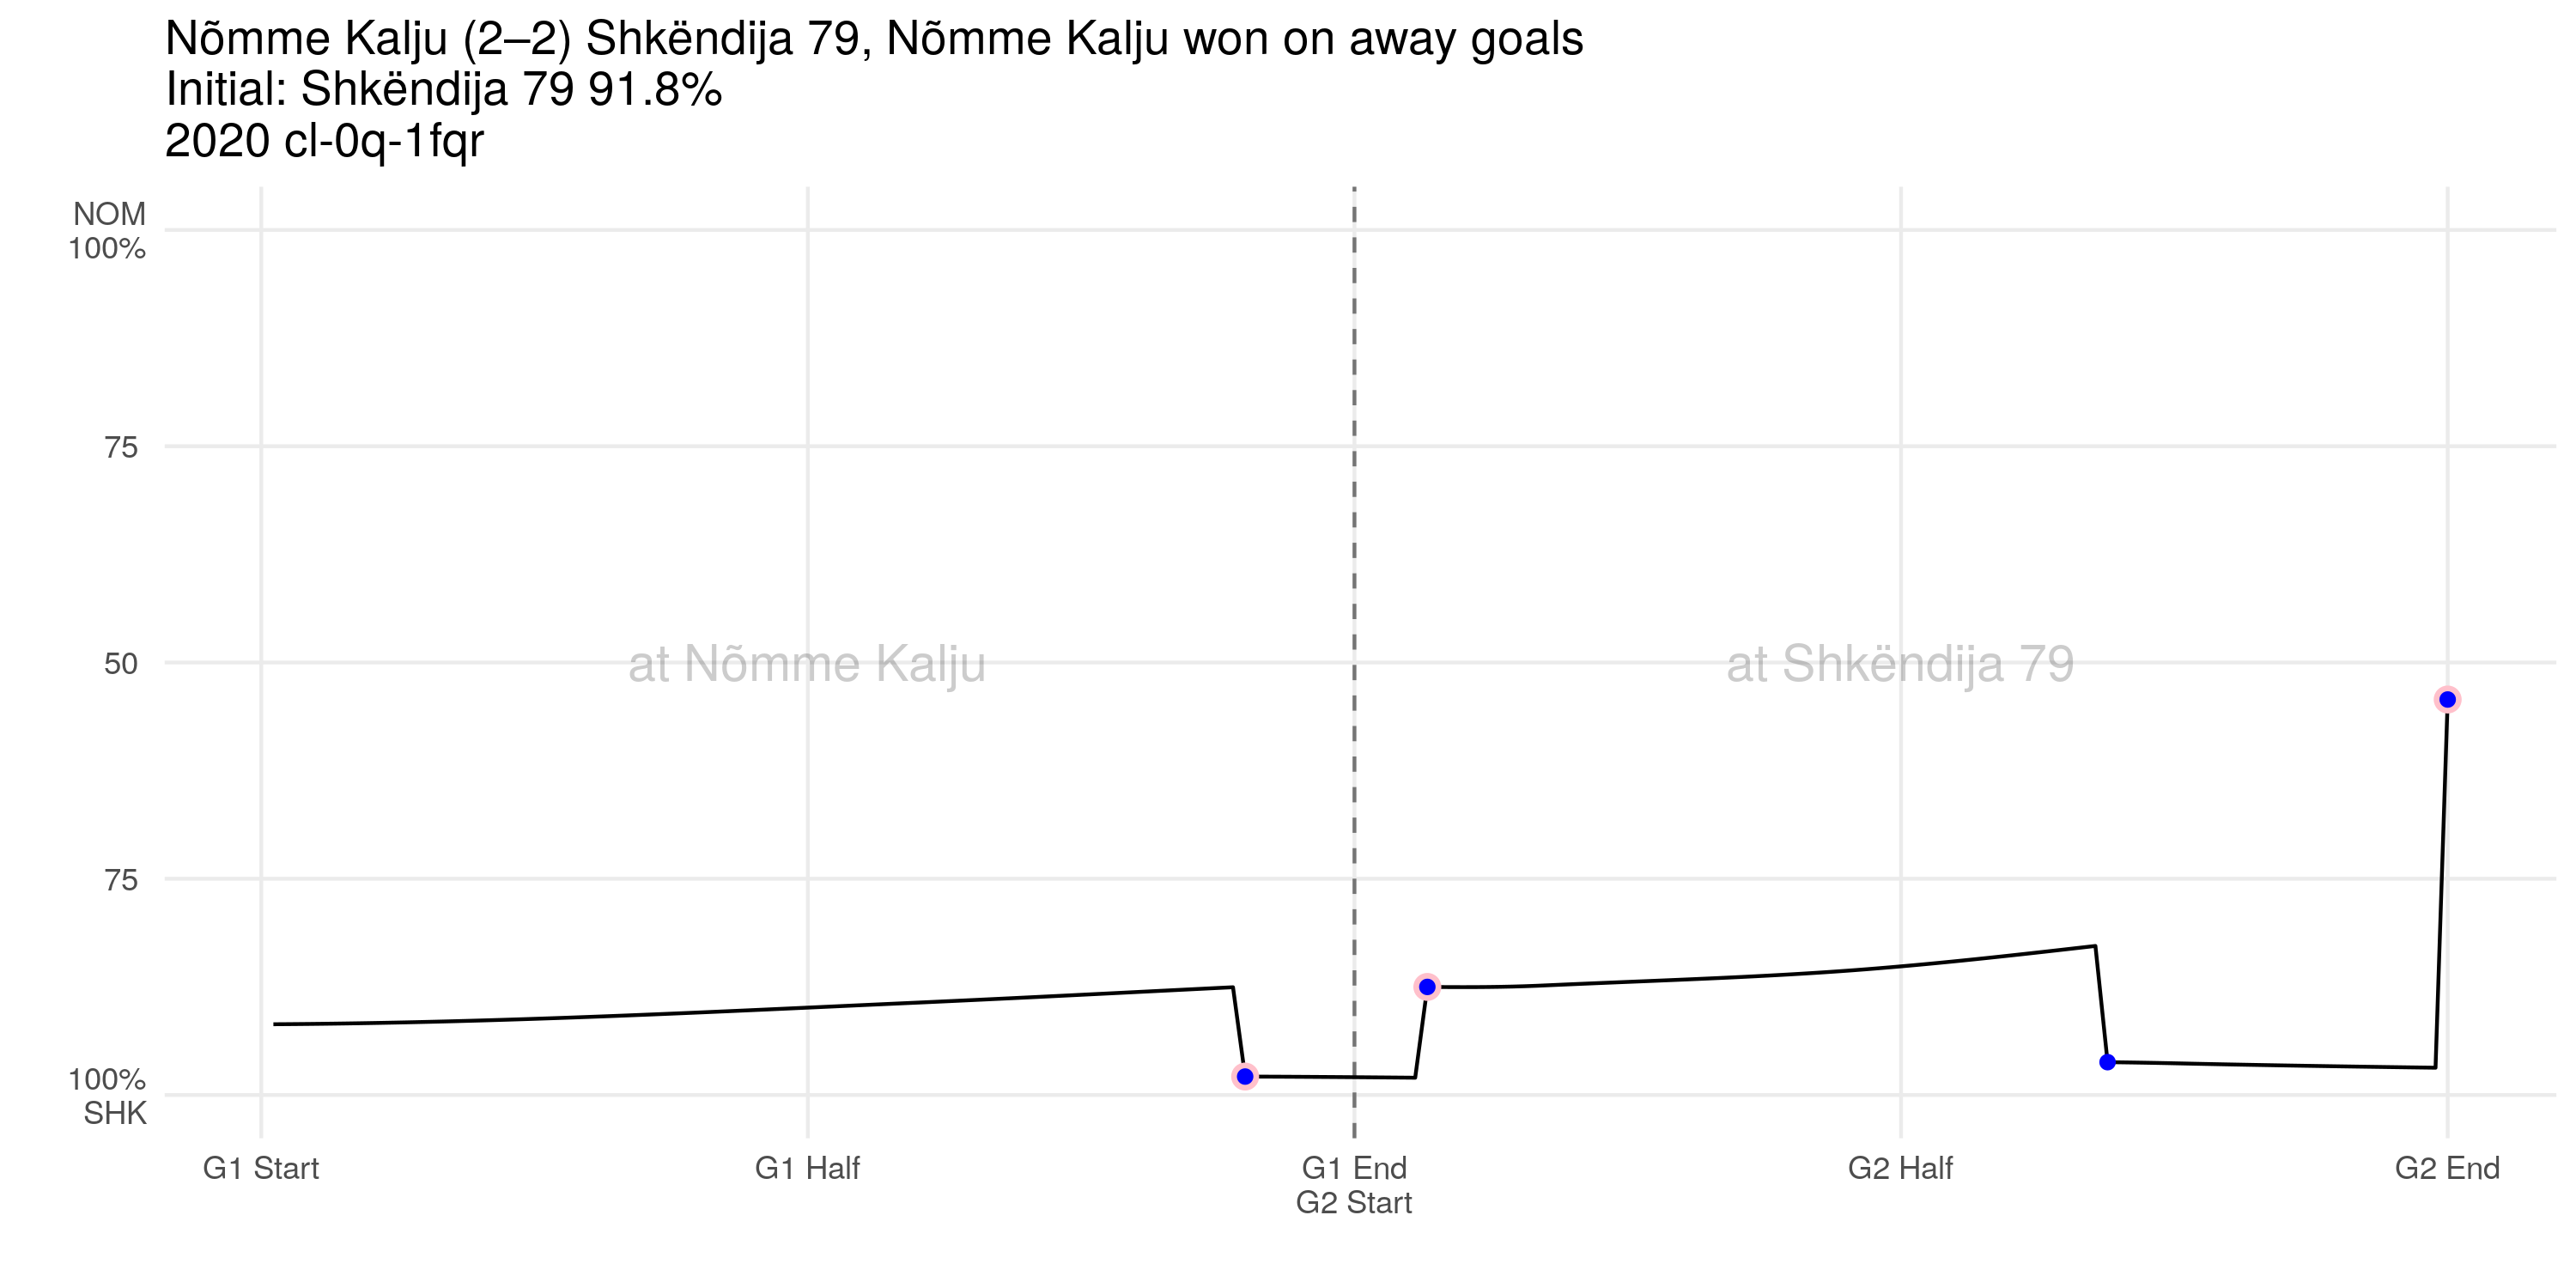 Nõmme Kalju (2–2) Shkëndija 79, Nõmme Kalju won on away goals
Initial: Shkëndija 79 91.8%
2020 cl-0q-1fqr
NOM
100%
75
50
75
100%
SHK
at Nõmme Kalju
at Shkëndija 79
G1 Start
G1 Half
G1 End
G2 Start
G2 Half
G2 End